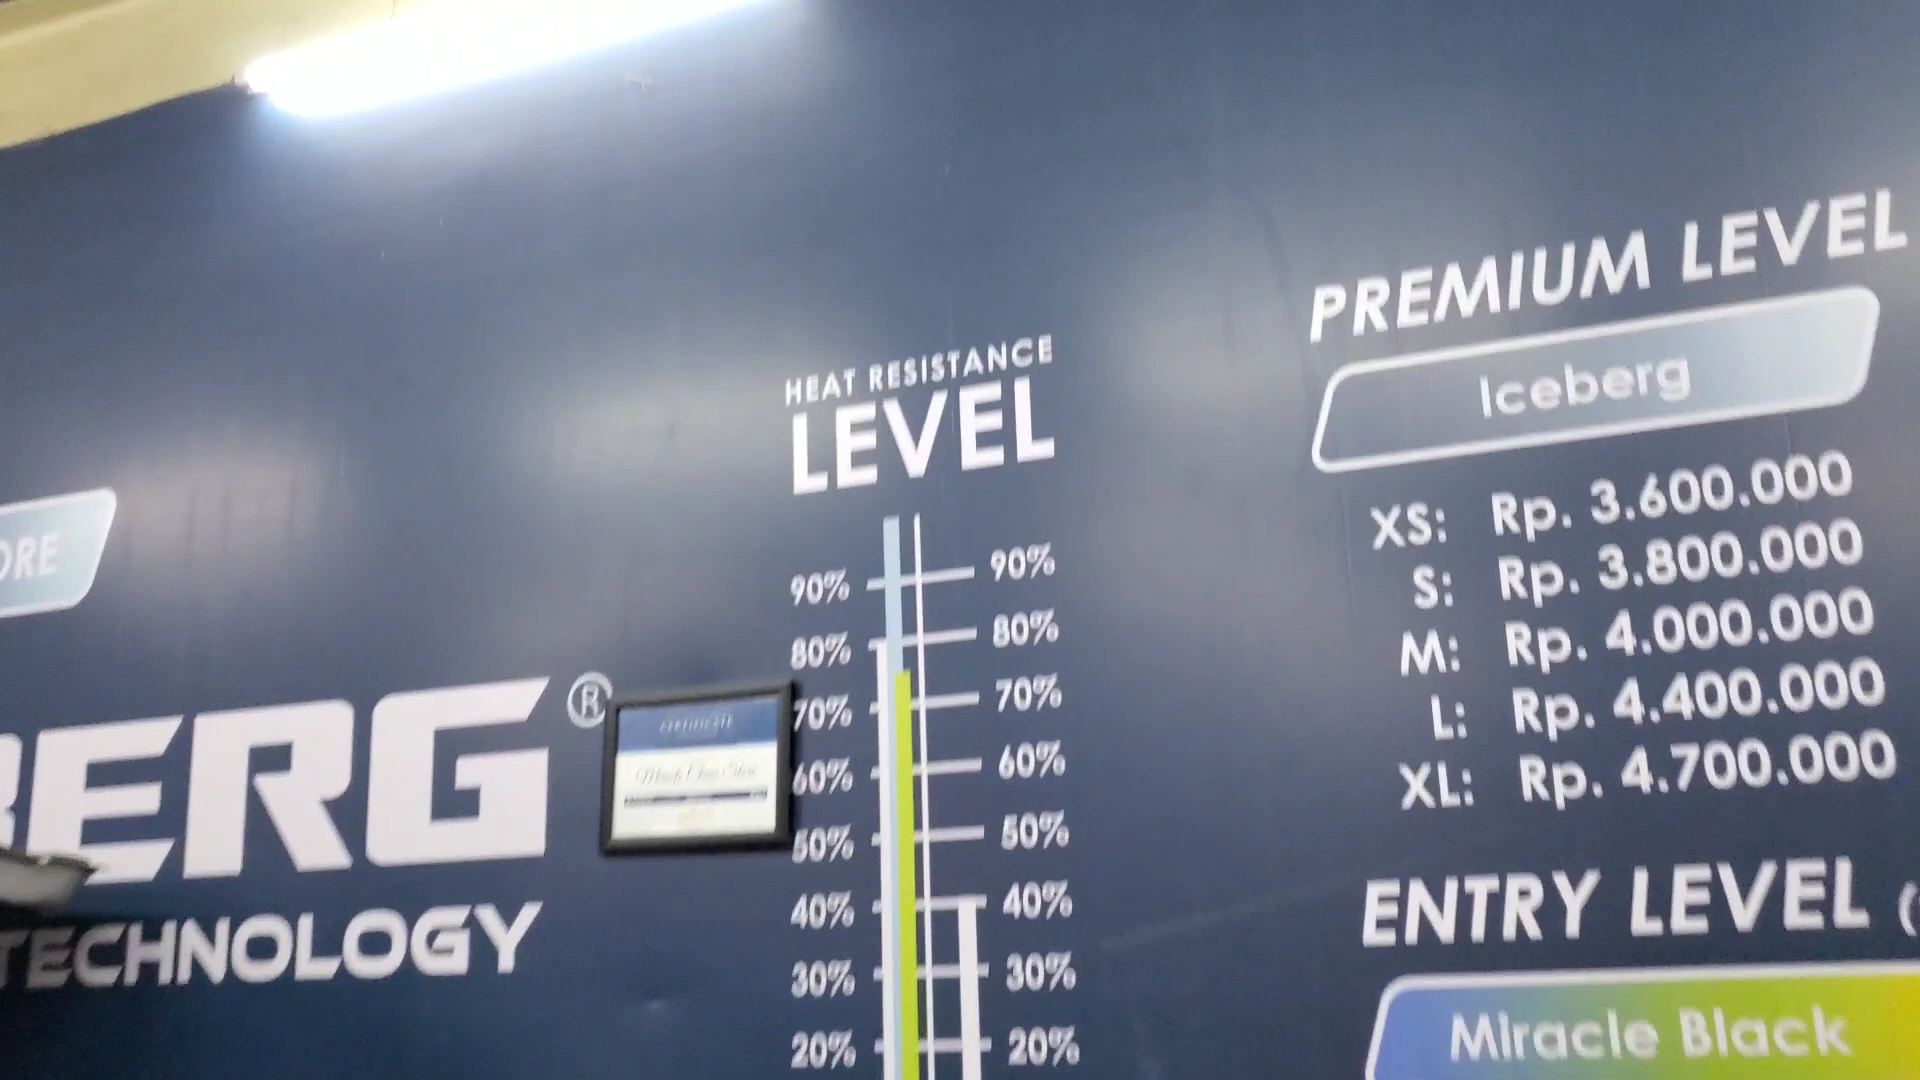 ORE
BERG®
TECHNOLOGY
CERTIFICATE
HEAT RESISTANCE
LEVEL
90% 90%
80% 80%
70% 70%
60% 60%
50% 50%
40% 40%
30% 30%
20% 20%
PREMIUM LEVEL
Iceberg
XS: Rp. 3.600.000
S: Rp. 3.800.000
M: Rp. 4.000.000
L: Rp. 4.400.000
XL: Rp. 4.700.000
ENTRY LEVEL (
Miracle Black